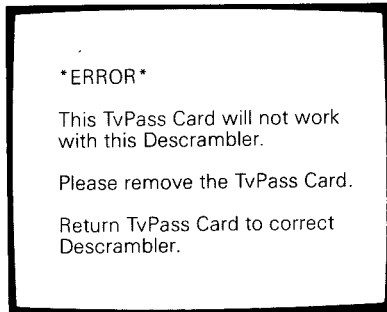 *ERROR*
This TvPass Card will not work
with this Descrambler.
Please remove the TvPass Card.
Return TvPass Card to correct
Descrambler.